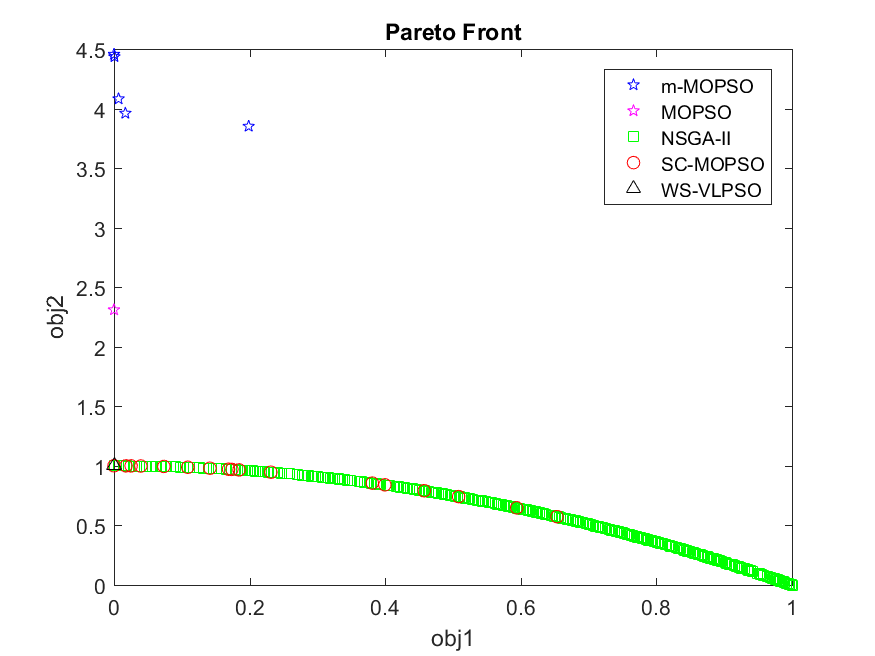 Pareto Front
4.5
4
3.5
3
2.5
2
1.5
1
0.5
0
obj2
m-MOPSO
MOPSO
NSGA-II
SC-MOPSO
WS-VLPSO
0
0.2
0.4
0.6
0.8
1
obj1